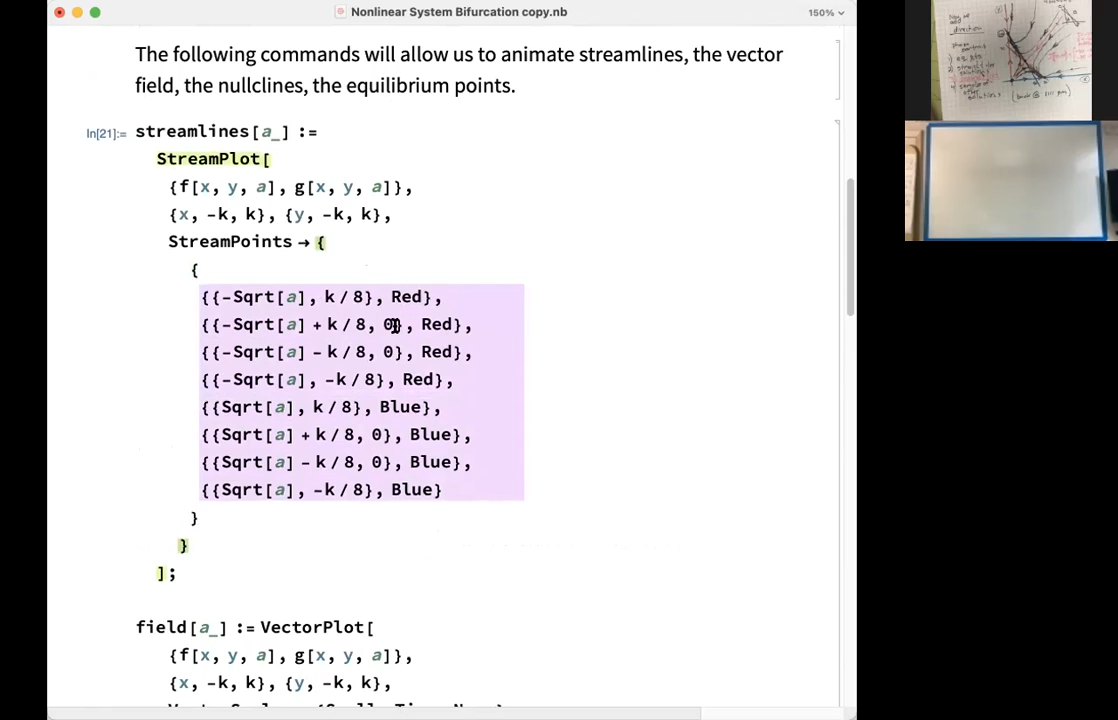 Nonlinear System Bifurcation copy.nb
150%
The following commands will allow us to animate streamlines, the vector
field, the nullclines, the equilibrium points.
In[21]:= streamlines[a_] :=
StreamPlot[
{f[x, y, a], g[x, y, a]},
{x, -k, k}, {y, -k, k},
StreamPoints → {
{
{{-Sqrt[a], k / 8}, Red},
{{-Sqrt[a] + k / 8, 0}, Red},
{{-Sqrt[a] - k / 8, 0}, Red},
{{-Sqrt[a], -k / 8}, Red},
{{Sqrt[a], k / 8}, Blue},
{{Sqrt[a] + k / 8, 0}, Blue},
{{Sqrt[a] - k / 8, 0}, Blue},
{{Sqrt[a], -k / 8}, Blue}
}
}
];
field[a_] := VectorPlot[
{f[x, y, a], g[x, y, a]},
{x, -k, k}, {y, -k, k},
direction